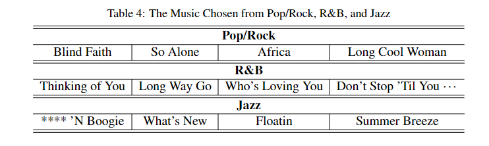 Table 4: The Music Chosen from Pop/Rock, R&B, and Jazz
Pop/Rock
Blind Faith So Alone Africa Long Cool Woman
R&B
Thinking of You Long Way Go Who's Loving You Don't Stop 'Til You ⋯
Jazz
**** 'N Boogie What's New Floatin Summer Breeze